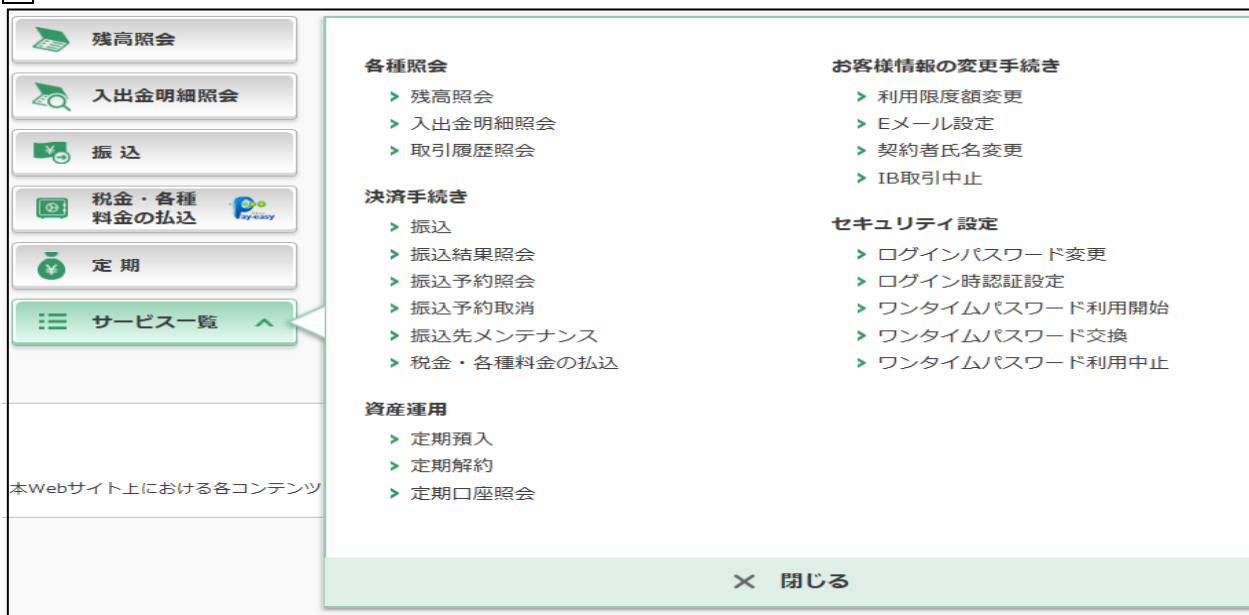 残高照会
入出金明細照会
振込
税金・各種
料金の払込
Pay-easy
定期
サービス一覧
本Webサイト上における各コンテンツ
各種照会
残高照会
入出金明細照会
取引履歴照会
決済手続き
振込
振込結果照会
振込予約照会
振込予約取消
振込先メンテナンス
税金・各種料金の払込
資産運用
定期預入
定期解約
定期口座照会
お客様情報の変更手続き
利用限度額変更
Eメール設定
契約者氏名変更
IB取引中止
セキュリティ設定
ログインパスワード変更
ログイン時認証設定
ワンタイムパスワード利用開始
ワンタイムパスワード交換
ワンタイムパスワード利用中止
× 閉じる